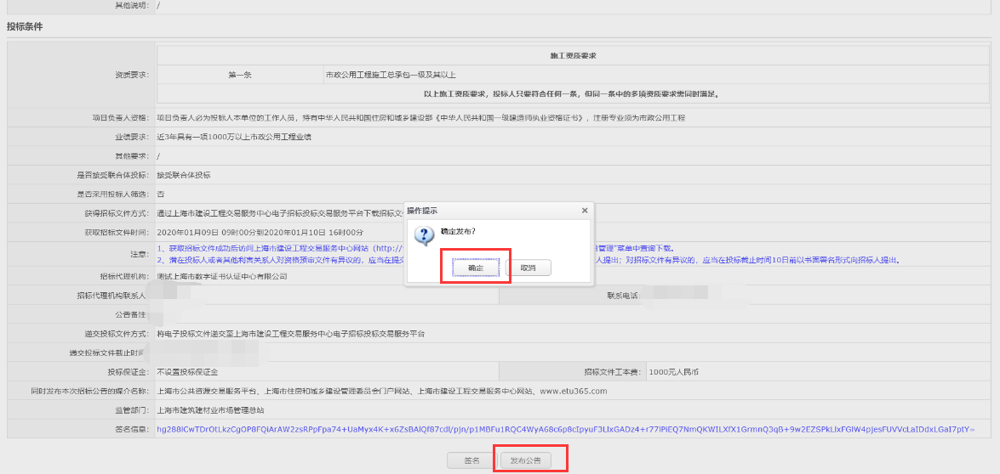 其他说明： /
投标条件
施工资质要求
资质要求： 第一条 市政公用工程施工总承包一级及其以上
以上施工资质要求，投标人只要符合任何一条，但同一条中的多项资质要求需同时满足。
项目负责人资格： 项目负责人必为投标人本单位的工作人员，持有中华人民共和国住房和城乡建设部《中华人民共和国一级建造师执业资格证书》，注册专业须为市政公用工程
业绩要求： 近3年具有一项1000万以上市政公用工程业绩
其他要求： /
是否接受联合体投标： 接受联合体投标
是否采用投标人筛选： 否
获得招标文件方式： 通过上海市建设工程交易服务中心电子招标投标交易服务平台下载招标文
获取招标文件时间： 2020年01月09日 09时00分到2020年01月10日 16时00分
注意： 1、获取招标文件成功后访问上海市建设工程交易服务中心网站（http:/ 管理"菜单中查询下载。
2、潜在投标人或者其他利害关系人对资格预审文件有异议的，应当在提交 人提出；对招标文件有异议的，应当在投标截止时间10日前以书面署名形式向招标人提出。
操作提示
确定发布?
确定 取消
招标代理机构： 测试上海市数字证书认证中心有限公司
招标代理机构联系人 联系电话
公告备注
递交投标文件方式： 将电子投标文件递交至上海市建设工程交易服务中心电子招标投标交易服务平台
递交投标文件截止时间
投标保证金： 不设置投标保证金 招标文件工本费： 1000元人民币
同时发布本次招标公告的媒介名称： 上海市公共资源交易服务平台、上海市住房和城乡建设管理委员会门户网站、上海市建设工程交易服务中心网站、www.etu365.com
监管部门： 上海市建筑建材业市场管理总站
签名信息：
签名 发布公告